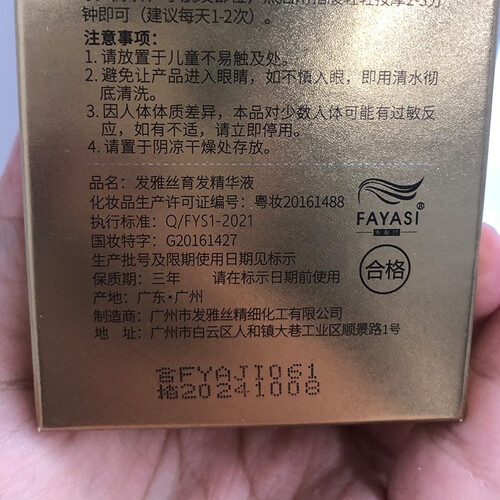 钟即可（建议每天1-2次）。
注意事项：
1. 请放置于儿童不易触及处。
2. 避免让产品进入眼睛，如不慎入眼，即用清水彻
底清洗。
3. 因人体体质差异，本品对少数人体可能有过敏反
应，如有不适，请立即停用。
4. 请置于阴凉干燥处存放。
品名：发雅丝育发精华液
化妆品生产许可证编号：粤妆20161488
执行标准：Q/FYS1-2021
国妆特字：G20161427
生产批号及限期使用日期见标示
保质期：三年 请在标示日期前使用
产地：广东·广州
制造商：广州市发雅丝精细化工有限公司
地 址：广州市白云区人和镇大巷工业区顺景路1号
FAYASI®
合格
FYAJI061
20241008